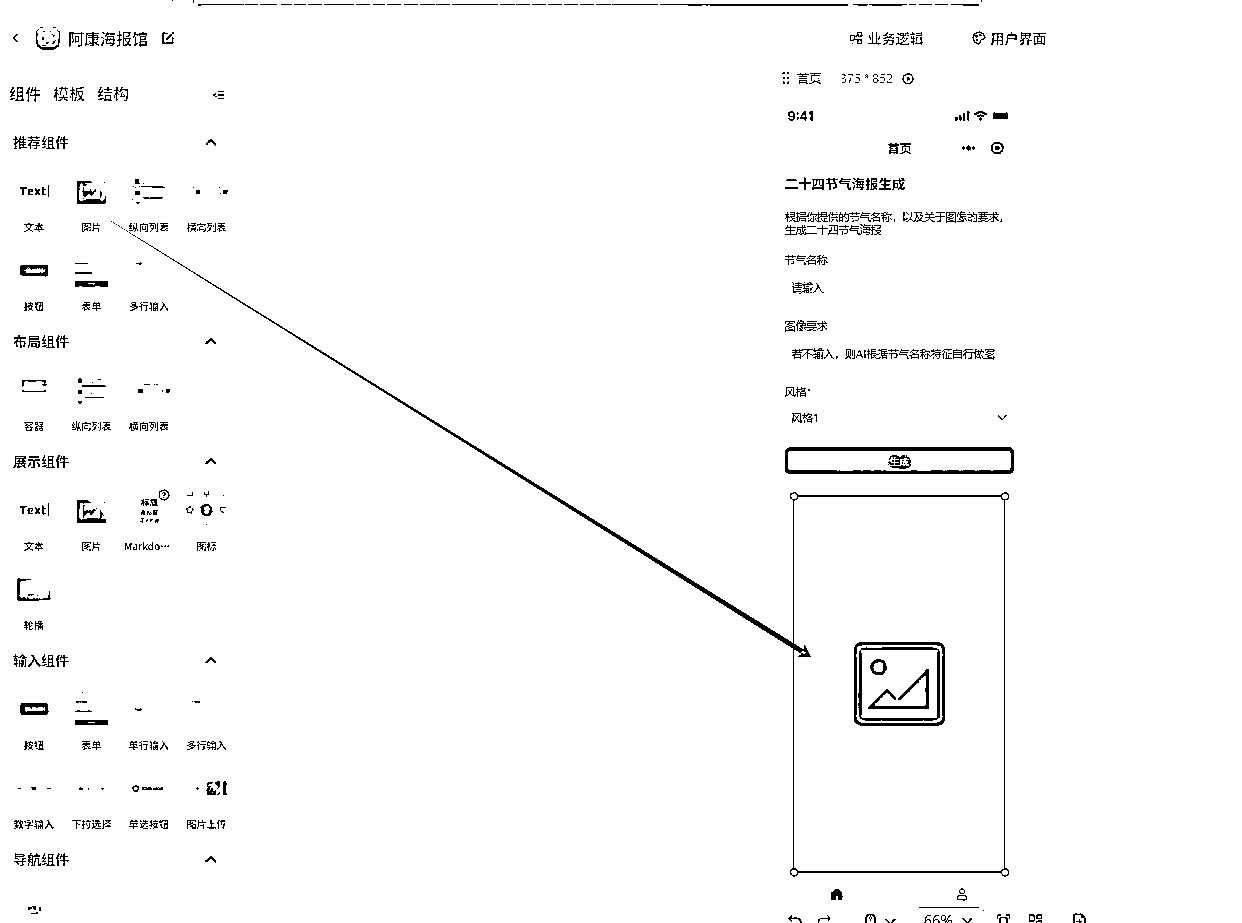 阿康海报馆
业务逻辑 用户界面
组件 模板 结构
首页 375 * 852
推荐组件
9:41
首页
Text
文本 图片 纵向列表 横向列表
二十四节气海报生成
根据你提供的节气名称，以及关于图像的要求，
生成二十四节气海报
节气名称
请输入
按钮 表单 多行输入
图像要求
布局组件
若不输入，则AI根据节气名称特征自行做图
风格*
风格1
容器 纵向列表 横向列表
展示组件
生成
Text
标题
文本 图片 Markdo··· 图标
轮播
输入组件
按钮 表单 单行输入 多行输入
数字输入 下拉选择 单选按钮 图片上传
导航组件
66%